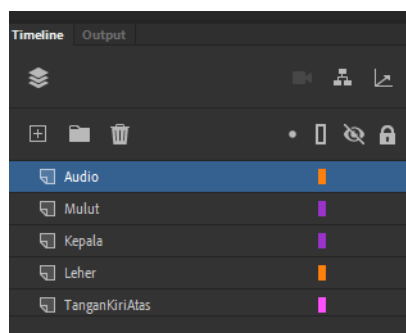 Timeline Output
Audio
Mulut
Kepala
Leher
TanganKiriAtas